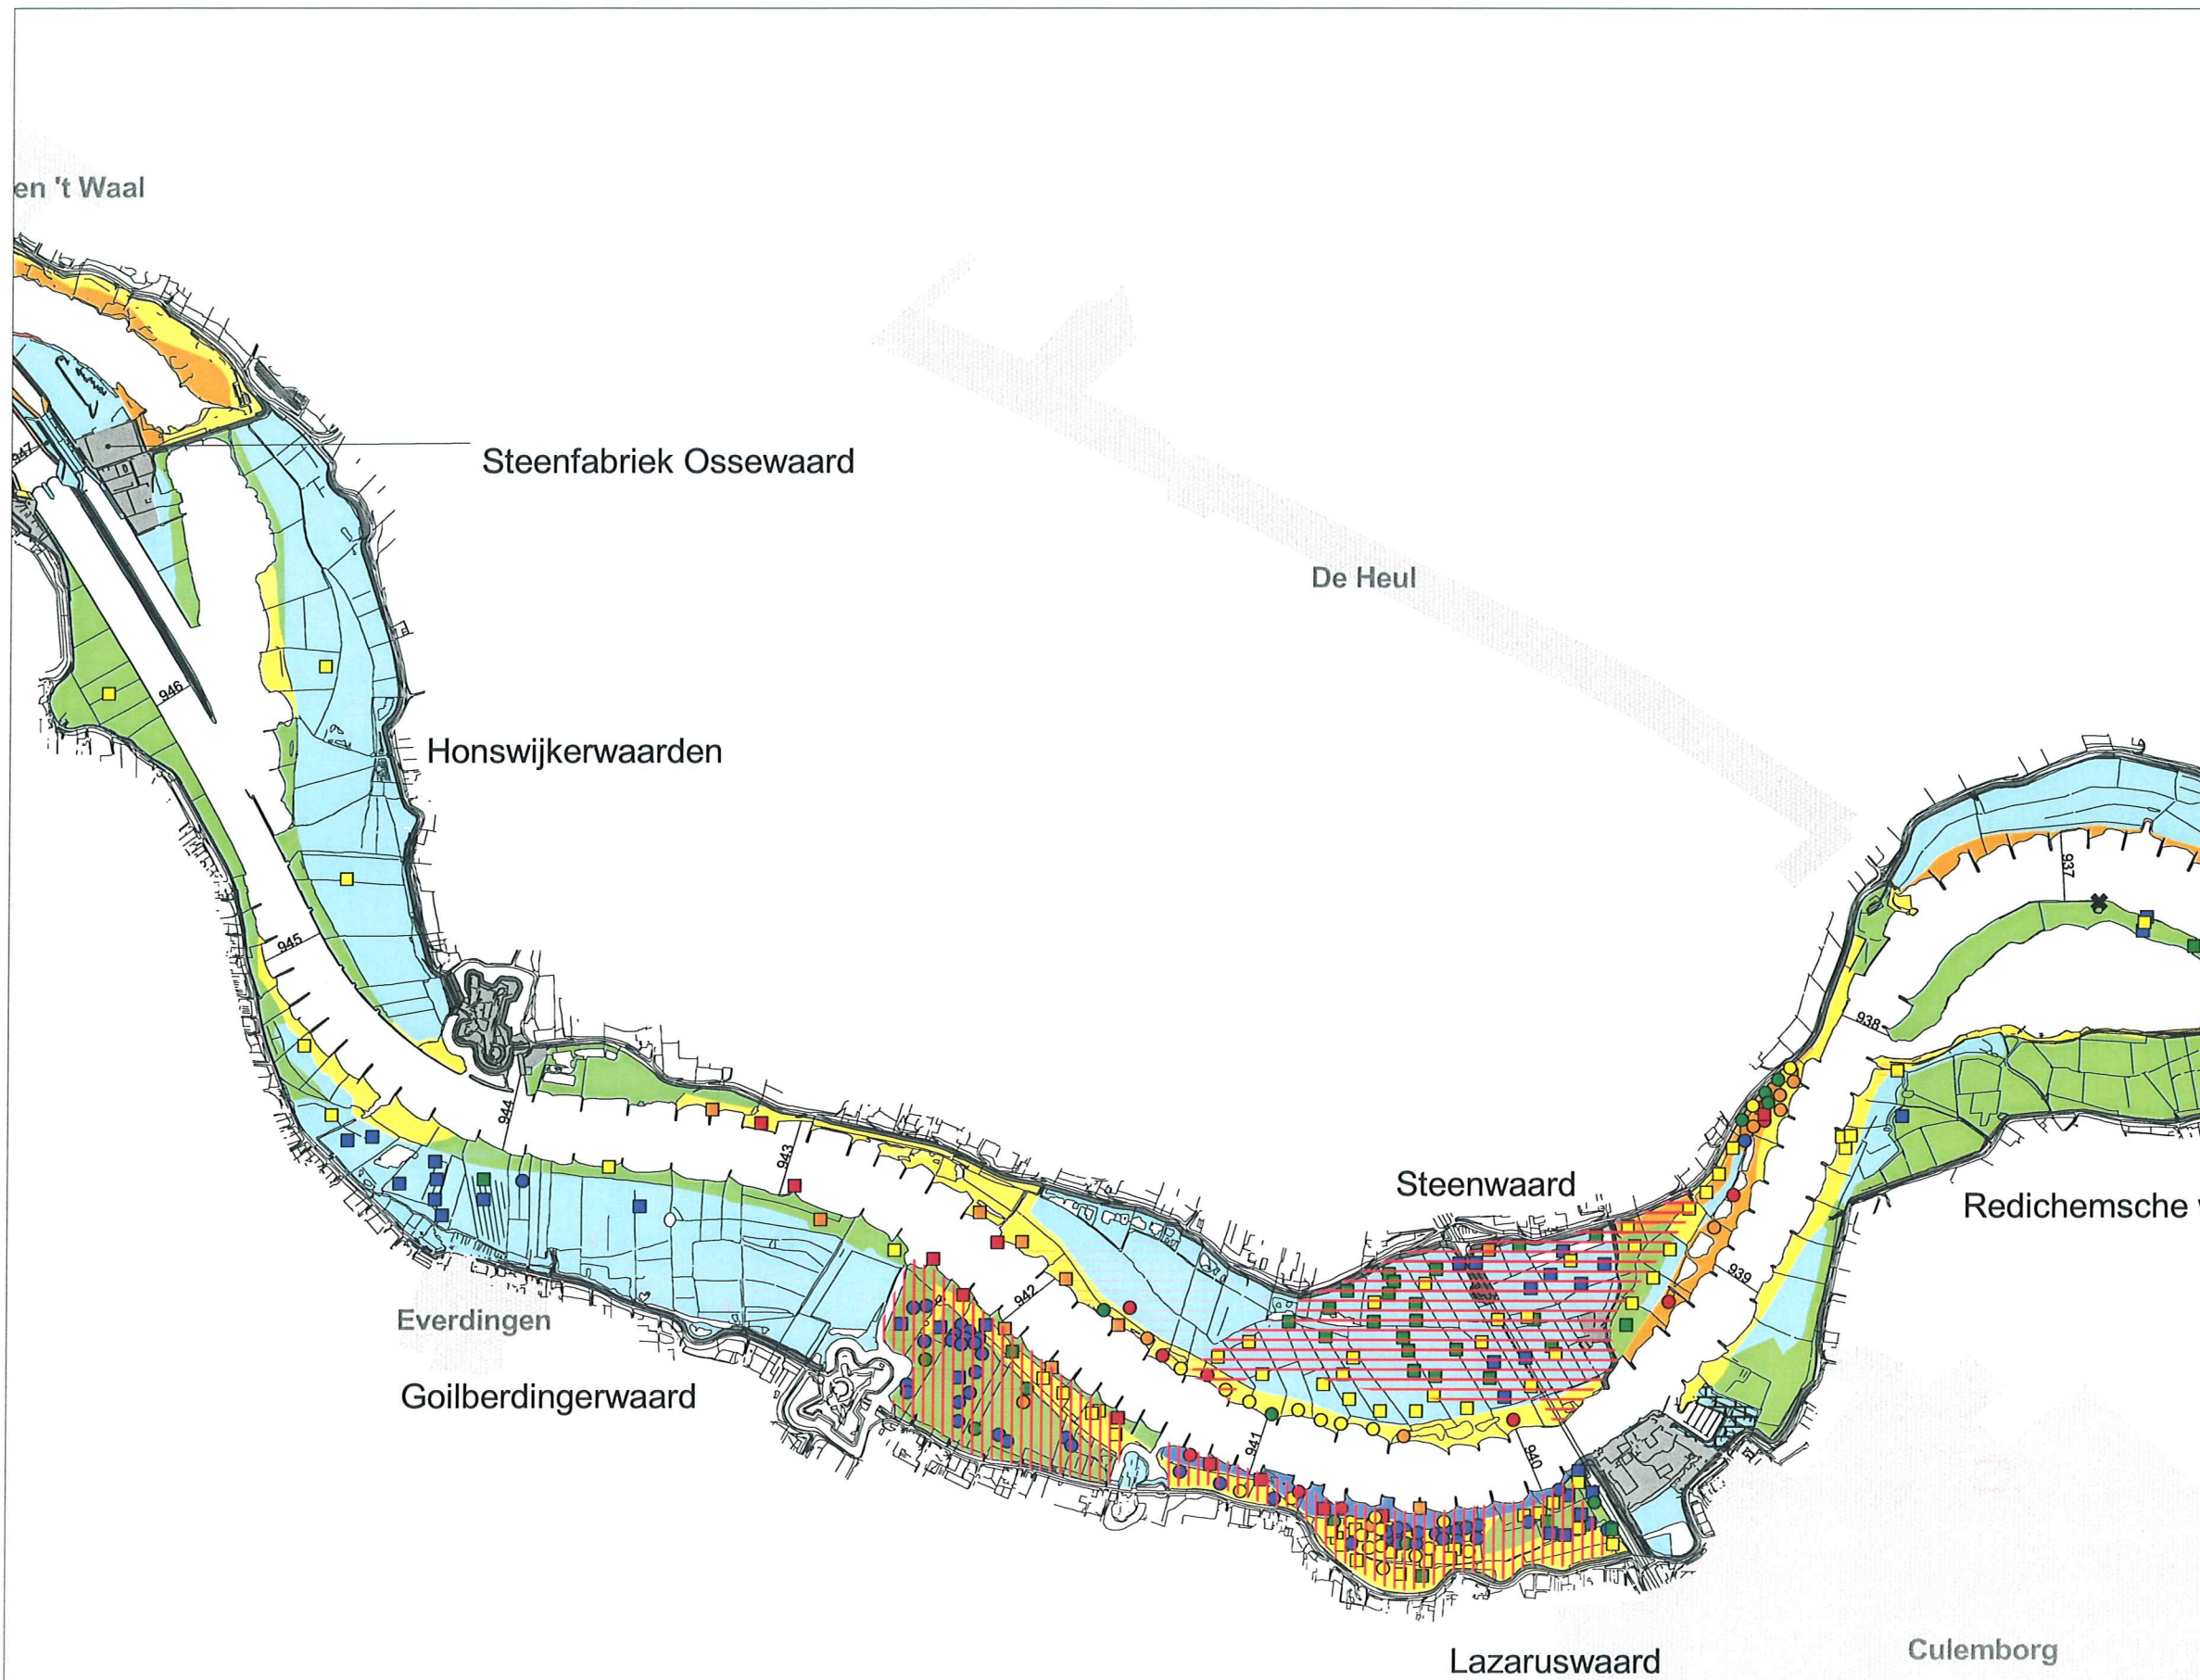 en 't Waal
Steenfabriek Ossewaard
947
De Heul
946
Honswijkerwaarden
937
945
938
944
943
Steenwaard
Redichemsche
939
942
Everdingen
Goilberdingerwaard
941
940
Culemborg
Lazaruswaard